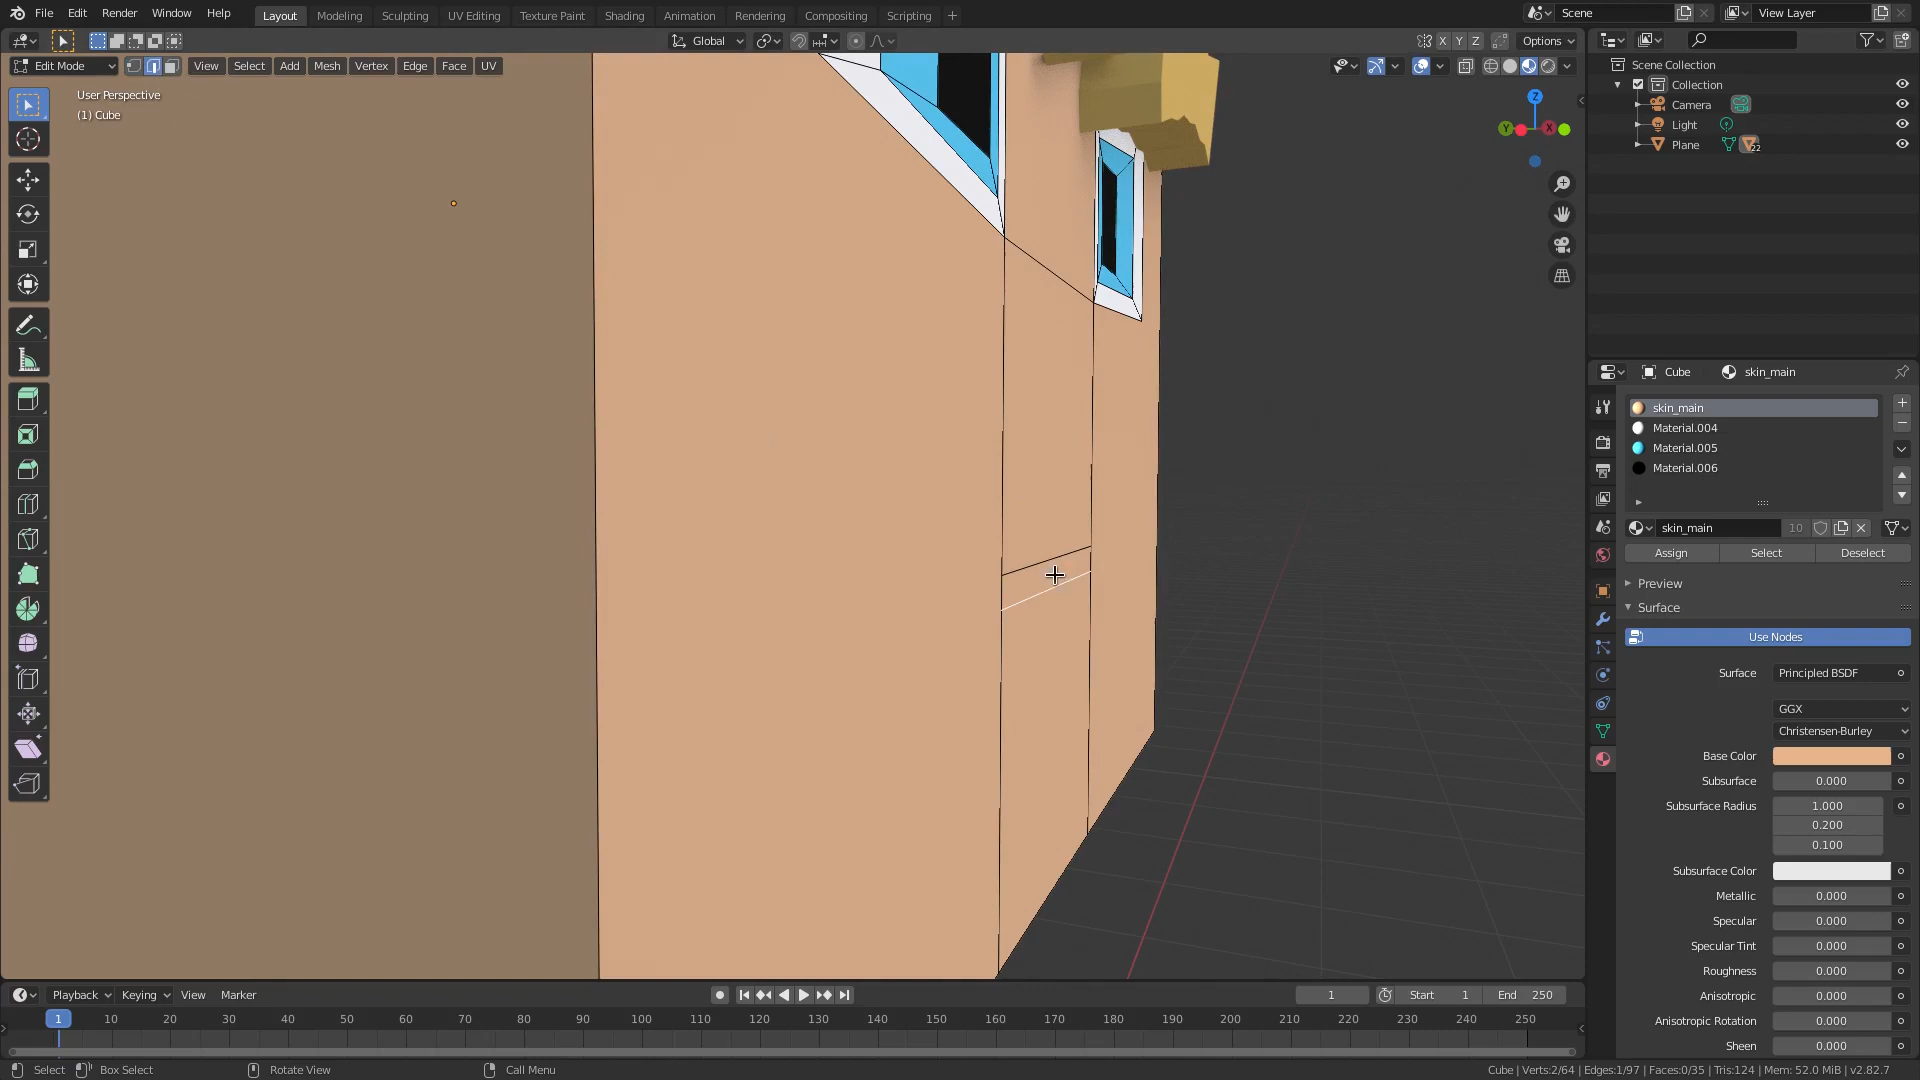 File Edit Render Window Help Layout Modeling Sculpting UV Editing Texture Paint Shading Animation Rendering Compositing Scripting + Scene View Layer
Global X Y Z Options
Edit Mode View Select Add Mesh Vertex Edge Face UV
User Perspective
(1) Cube
Z
Y X
Scene Collection
Collection
Camera
Light
Plane 22
Cube skin_main
skin_main
Material.004
Material.005
Material.006
skin_main 10
Assign Select Deselect
Preview
Surface
Use Nodes
Surface Principled BSDF
GGX
Christensen-Burley
Base Color
Subsurface 0.000
Subsurface Radius 1.000
0.200
0.100
Subsurface Color
Metallic 0.000
Specular 0.000
Specular Tint 0.000
Roughness 0.000
Anisotropic 0.000
Anisotropic Rotation 0.000
Sheen 0.000
Playback Keying View Marker 1 Start 1 End 250
1 10 20 30 40 50 60 70 80 90 100 110 120 130 140 150 160 170 180 190 200 210 220 230 240 250
Select Box Select Rotate View Call Menu Cube | Verts:2/64 | Edges:1/97 | Faces:0/35 | Tris:124 | Mem: 52.0 MiB | v2.82.7